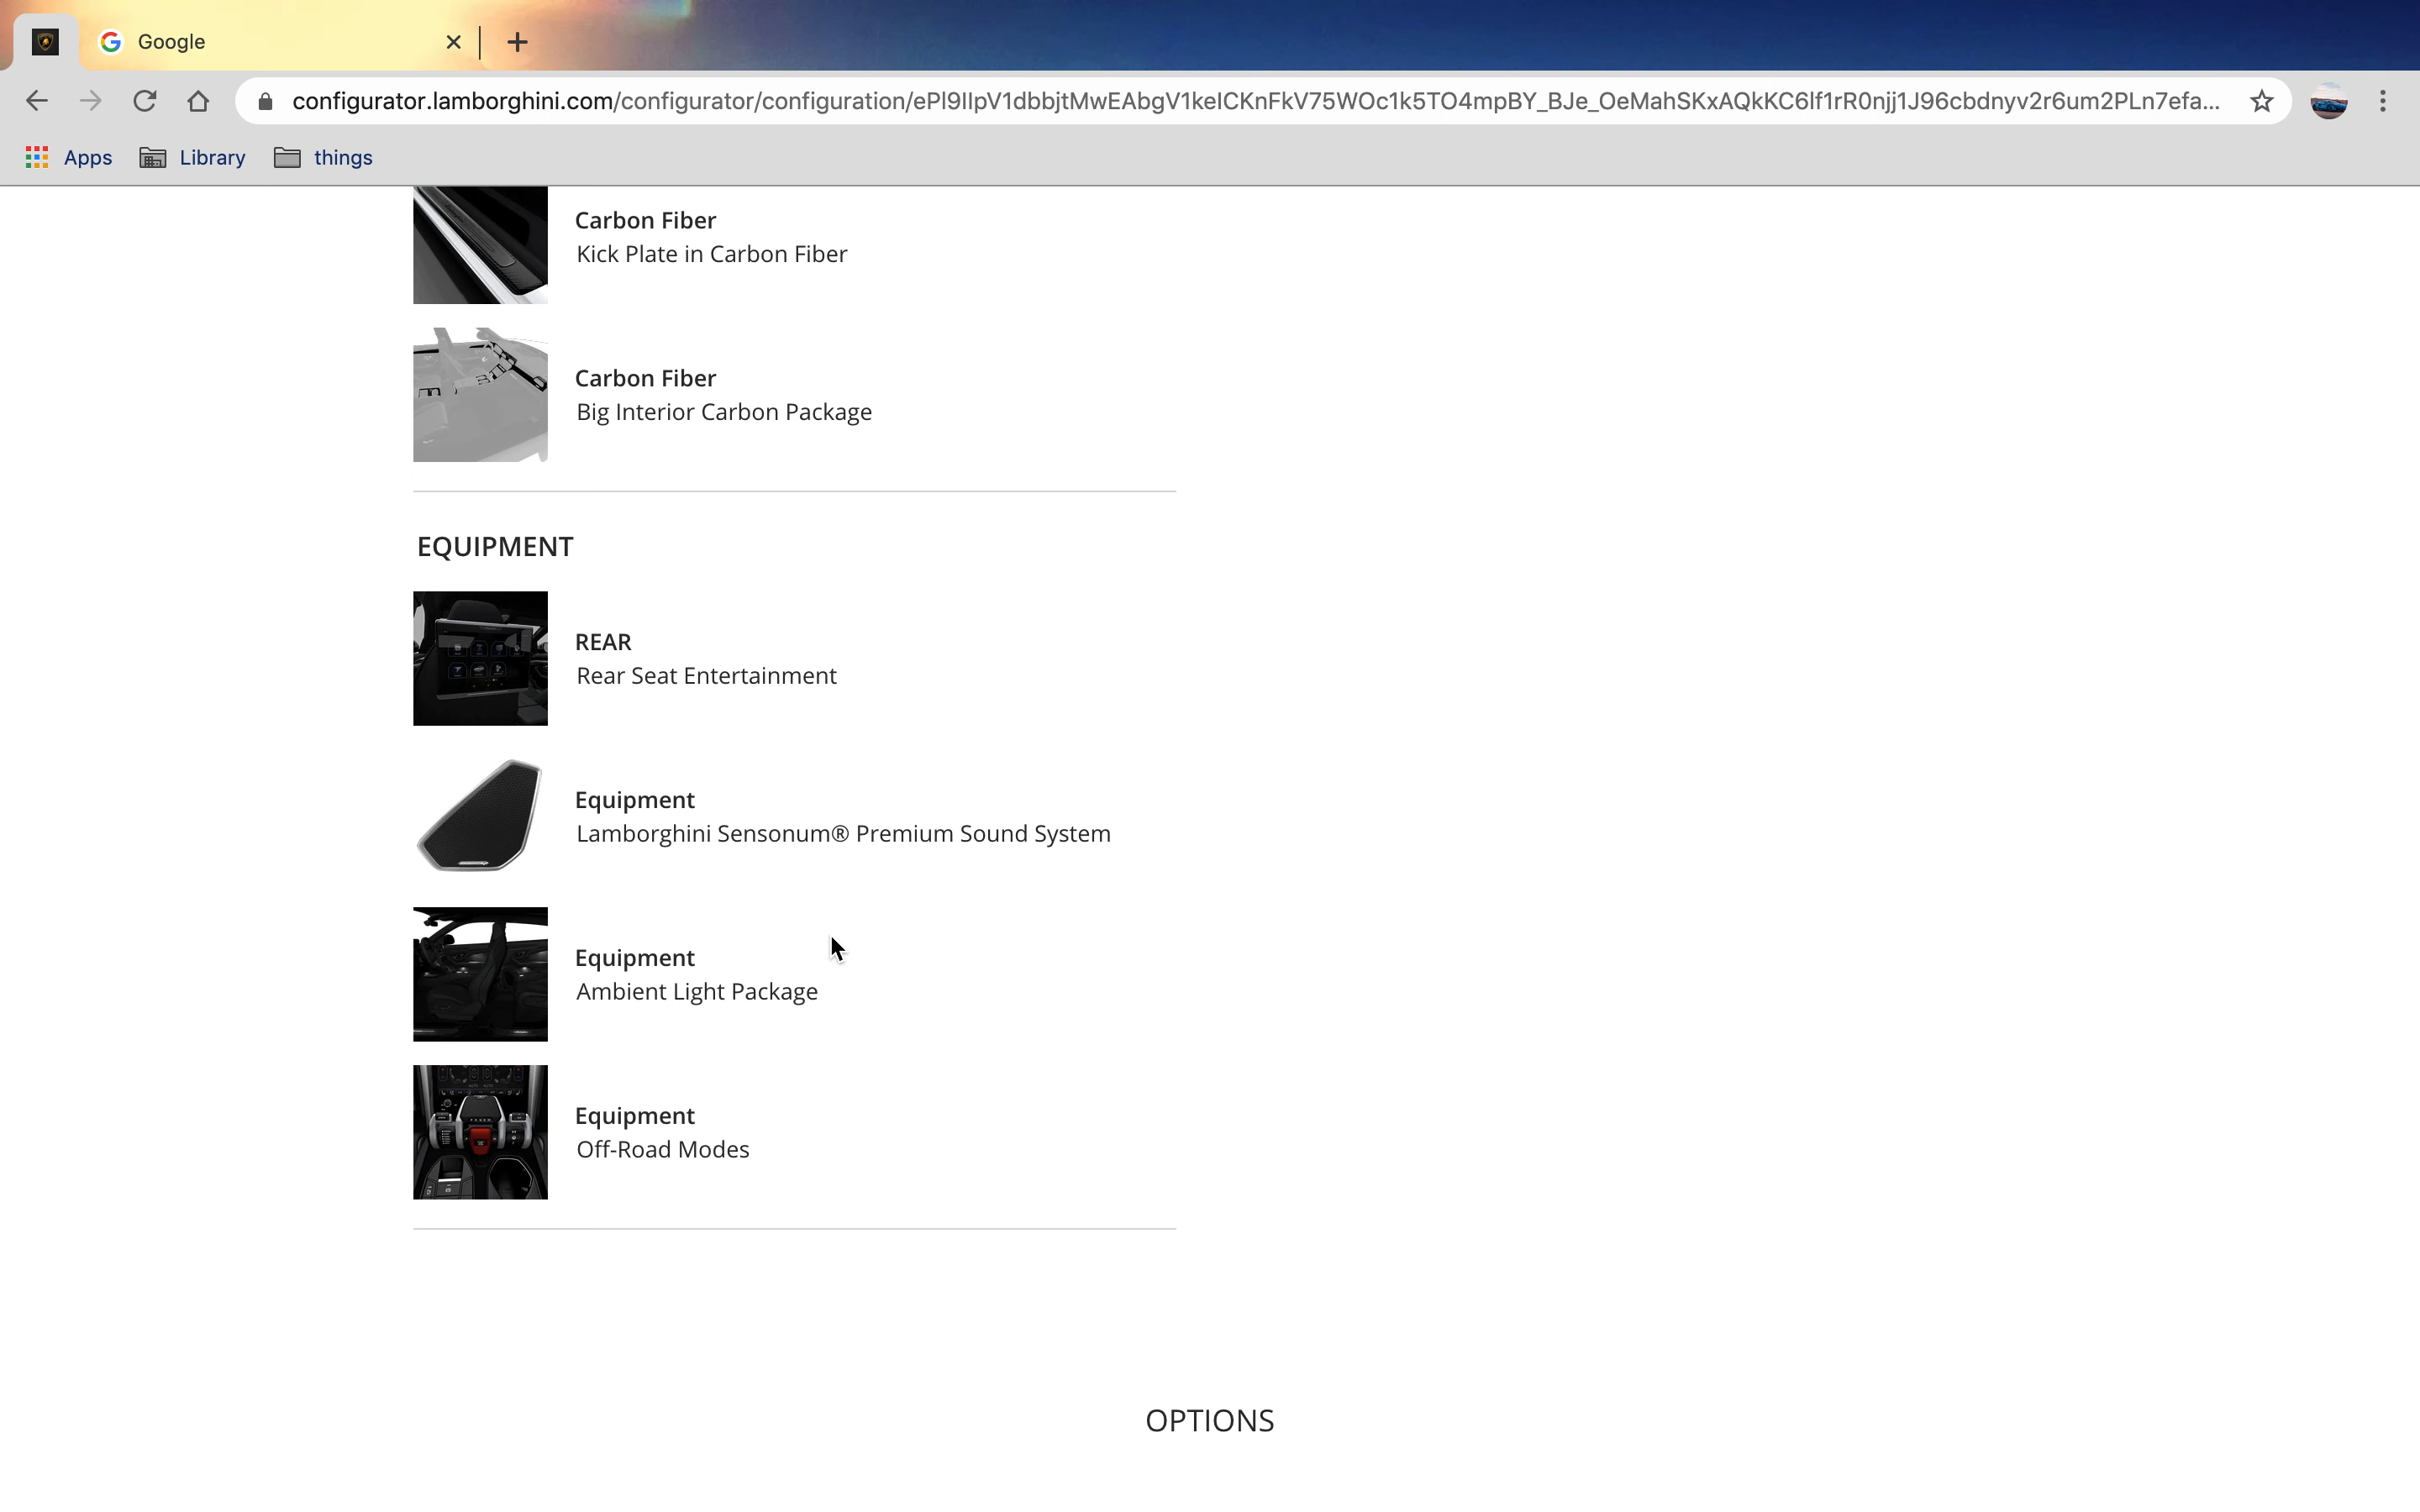 Google
configurator.lamborghini.com/configurator/configuration/ePl9IIpV1dbbjtMwEAbgV1keICKnFkV75WOc1k5TO4mpBY_BJe_OeMahSKxAQkKC6lf1rR0njj1J96cbdnyv2r6um2PLn7efa...
Apps
Library
things
Carbon Fiber
Kick Plate in Carbon Fiber
Carbon Fiber
Big Interior Carbon Package
EQUIPMENT
REAR
Rear Seat Entertainment
Equipment
Lamborghini Sensonum® Premium Sound System
Equipment
Ambient Light Package
Equipment
Off-Road Modes
OPTIONS